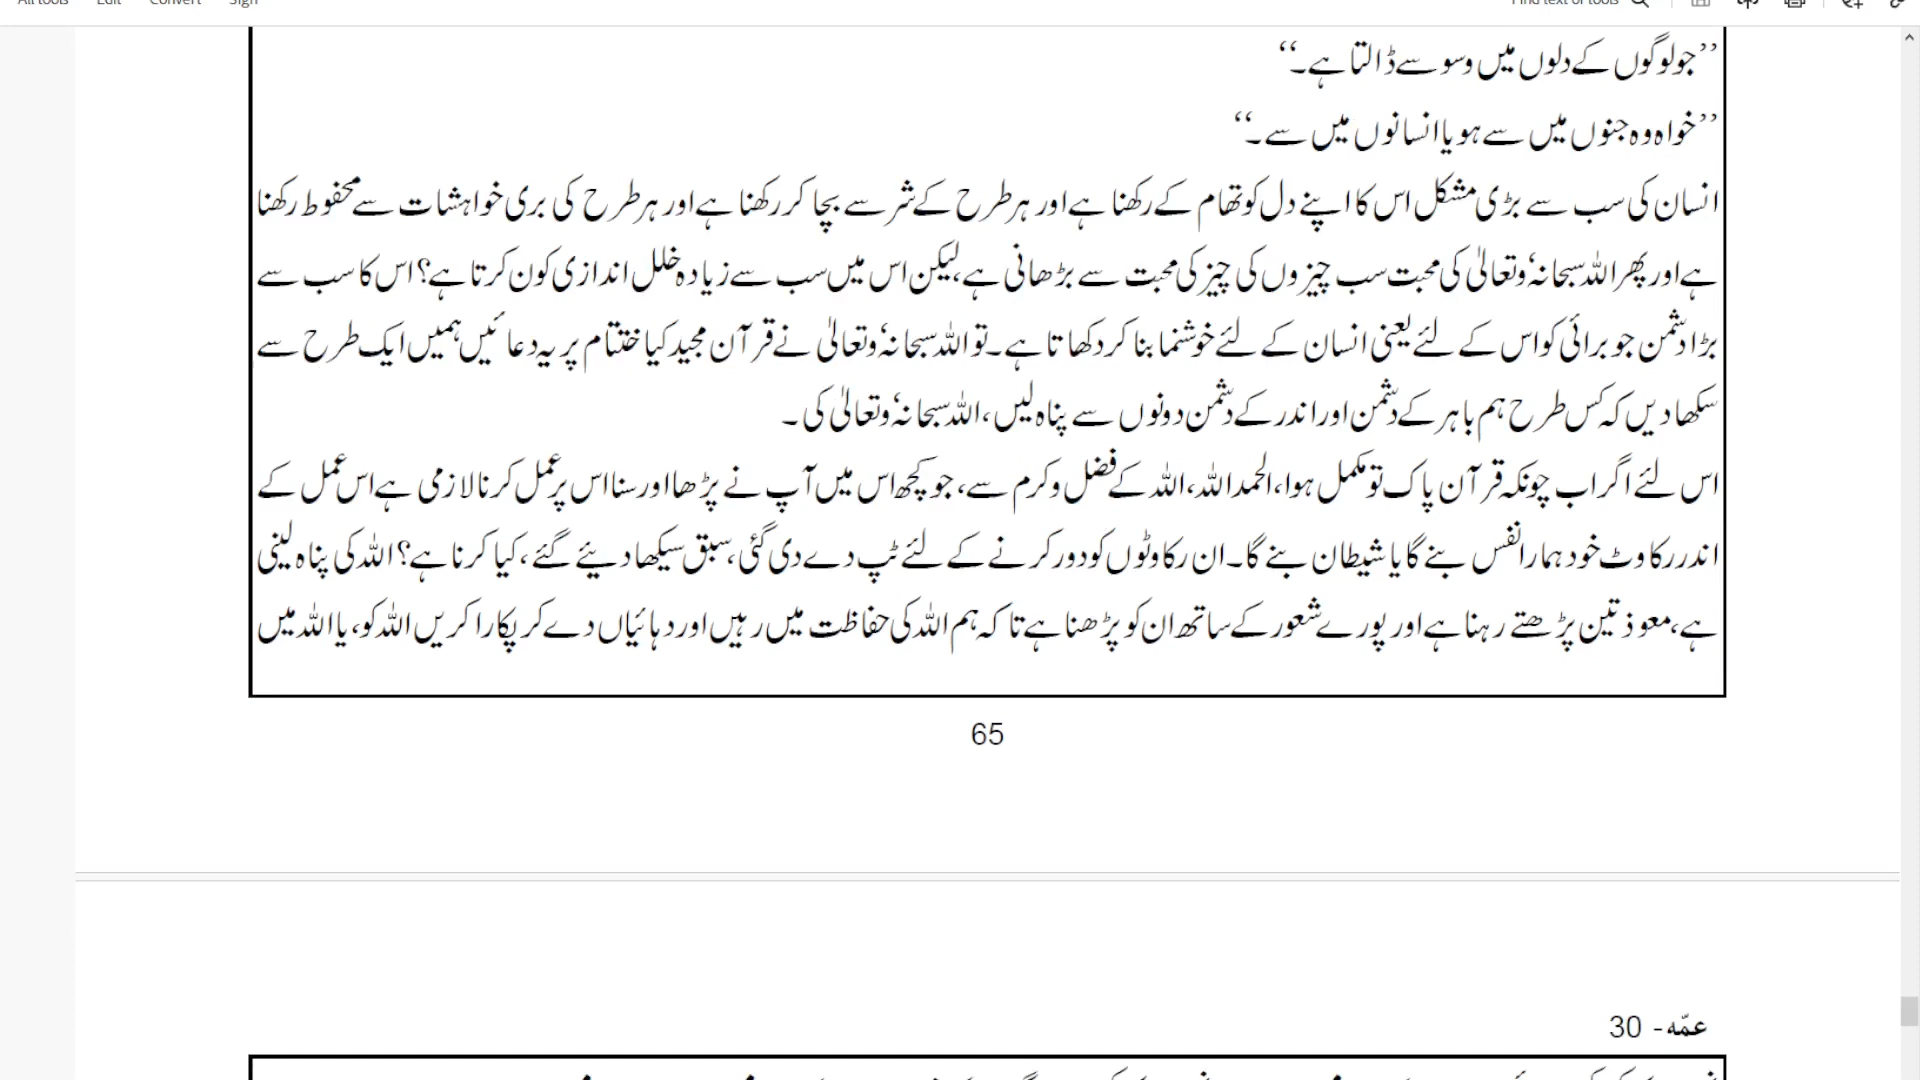 ’’جولوگوں کے دلوں میں وسوسے ڈالتا ہے۔‘‘
’’خواہ وہ جنوں میں سے ہو یا انسانوں میں سے۔‘‘
انسان کی سب سے بڑی مشکل اس کا اپنے دل کو تھام کے رکھنا ہے اور ہر طرح کے شر سے بچا کر رکھنا ہے اور ہر طرح کی بری خواہشات سے محفوط رکھنا
ہے اور پھر اللہ سبحانہٗ وتعالیٰ کی محبت سب چیزوں کی چیز کی محبت سے بڑھانی ہے، لیکن اس میں سب سے زیادہ خلل اندازی کون کرتا ہے؟ اس کا سب سے
بڑا دشمن جو برائی کو اس کے لئے یعنی انسان کے لئے خوشنما بنا کر دکھا تا ہے۔ تو اللہ سبحانہٗ وتعالیٰ نے قرآن مجید کیا ختتام پر یہ دعائیں ہمیں ایک طرح سے
سکھا دیں کہ کس طرح ہم باہر کے دشمن اور اندر کے دشمن دونوں سے پناہ لیں، اللہ سبحانہٗ وتعالیٰ کی ۔
اس لئے اگر اب چونکہ قرآن پاک تو مکمل ہوا، الحمد اللہ، اللہ کے فضل و کرم سے، جو کچھ اس میں آپ نے پڑھا اور سنا اس پر عمل کرنا لازمی ہے اس عمل کے
اندر رکاوٹ خود ہمارا نفس بنے گا یا شیطان بنے گا۔ ان رکاوٹوں کو دور کرنے کے لئے ٹپ دے دی گئی، سبق سیکھا دیئے گئے، کیا کرنا ہے؟ اللہ کی پناہ لینی
ہے، معوذتین پڑھتے رہنا ہے اور پورے شعور کے ساتھ ان کو پڑھنا ہے تا کہ ہم اللہ کی حفاظت میں رہیں اور دہائیاں دے کر پکارا کریں اللہ کو، یا اللہ میں
65
عمّہ - 30